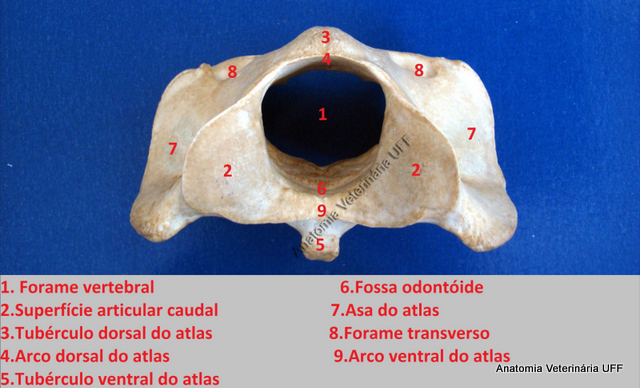 3
4
8
8
1
7
7
2
2
6
9
5
Anatomia Veterinária UFF
1. Forame vertebral
6.Fossa odontóide
2.Superfície articular caudal
7.Asa do atlas
3.Tubérculo dorsal do atlas
8.Forame transverso
4.Arco dorsal do atlas
9.Arco ventral do atlas
5.Tubérculo ventral do atlas
Anatomia Veterinária UFF